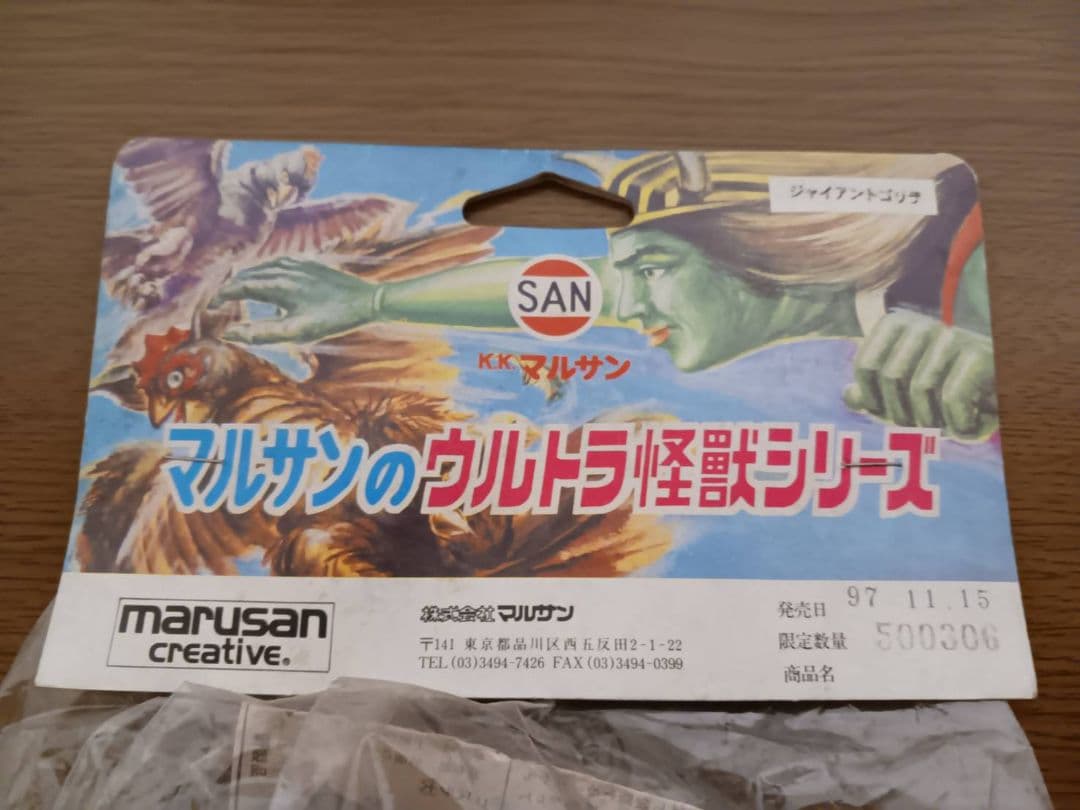 ジャイアントゴリラ
SAN
K.K.マルサン
マルサンのウルトラ怪獣シリーズ
marusan
creative®
株式会社マルサン
〒141 東京都品川区西五反田2-1-22
TEL (03)3494-7426 FAX (03)3494-0399
発売日 97 11.15
限定数量 500306
商品名